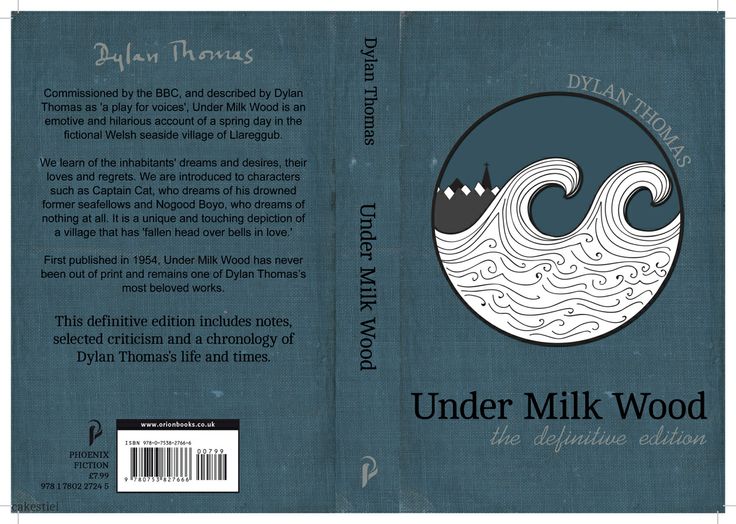 Dylan Thomas
Commissioned by the BBC, and described by Dylan
Thomas as 'a play for voices', Under Milk Wood is an
emotive and hilarious account of a spring day in the
fictional Welsh seaside village of Llareggub.
We learn of the inhabitants' dreams and desires, their
loves and regrets. We are introduced to characters
such as Captain Cat, who dreams of his drowned
former seafellows and Nogood Boyo, who dreams of
nothing at all. It is a unique and touching depiction of
a village that has 'fallen head over bells in love.'
First published in 1954, Under Milk Wood has never
been out of print and remains one of Dylan Thomas's
most beloved works.
This definitive edition includes notes,
selected criticism and a chronology of
Dylan Thomas's life and times.
PHOENIX
FICTION
£7.99
978 1 7802 2724 5
www.orionbooks.co.uk
ISBN 978-0-7538-2766-6
00799
9 780753 827666
cakestiel
Dylan Thomas
Under Milk Wood
DYLAN THOMAS
Under Milk Wood
the definitive edition